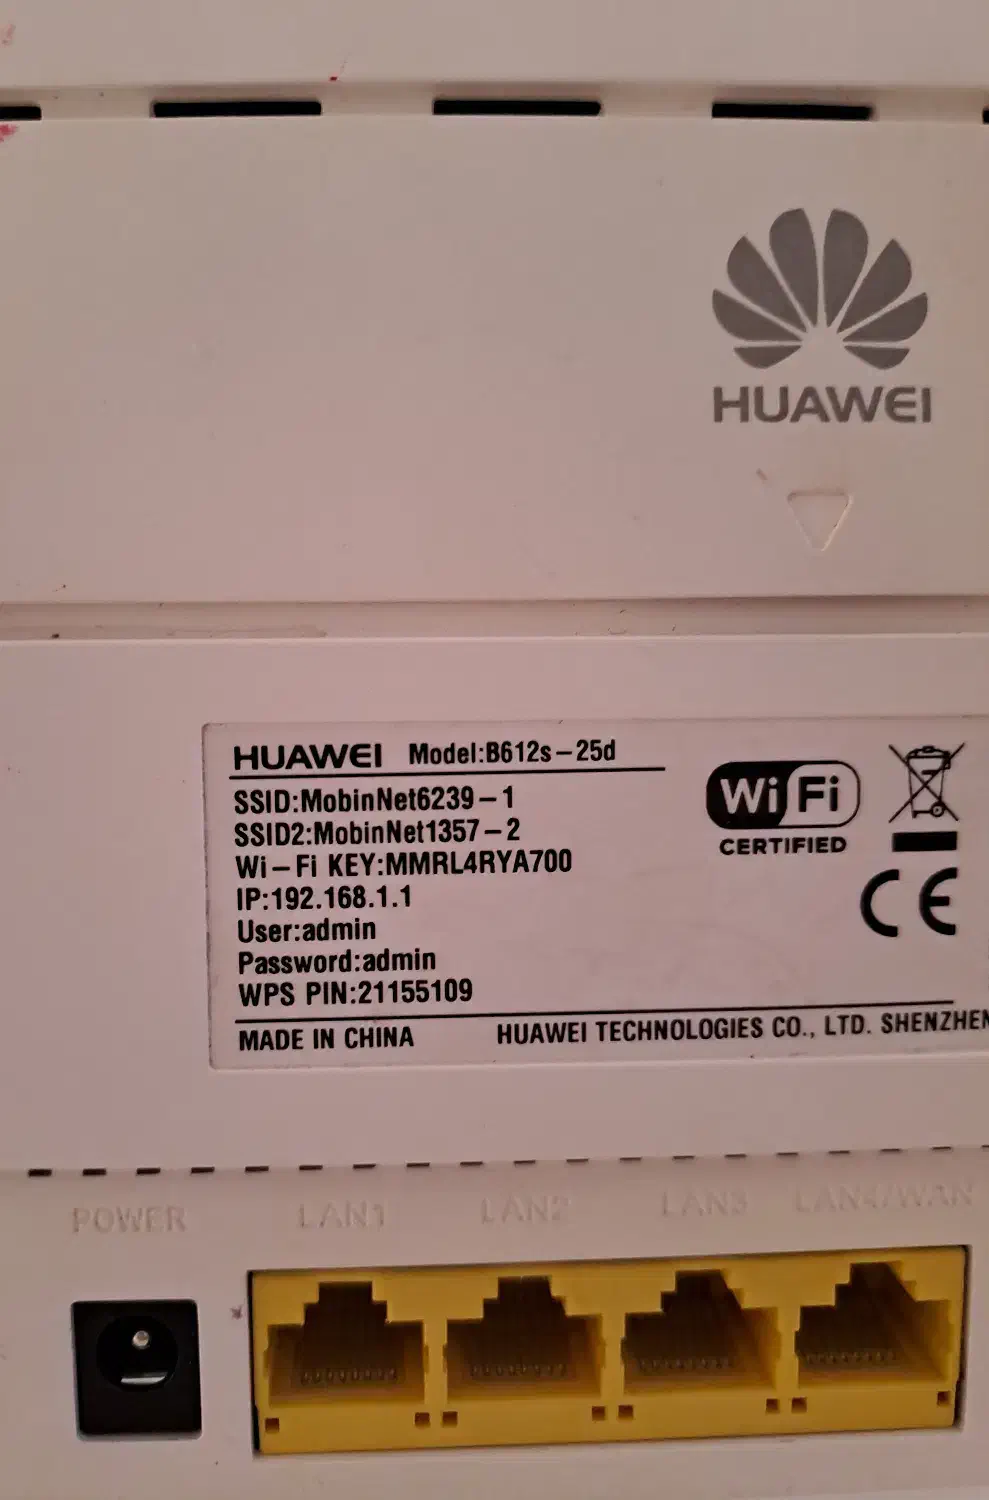 HUAWEI
HUAWEI Model:B612s-25d
SSID:MobinNet6239-1
SSID2:MobinNet1357-2
Wi-Fi KEY:MMRL4RYA700
IP:192.168.1.1
User:admin
Password:admin
WPS PIN:21155109
Wi Fi
CERTIFIED
CE
MADE IN CHINA HUAWEI TECHNOLOGIES CO., LTD. SHENZHEN
POWER LAN1 LAN2 LAN3 LAN4/WAN